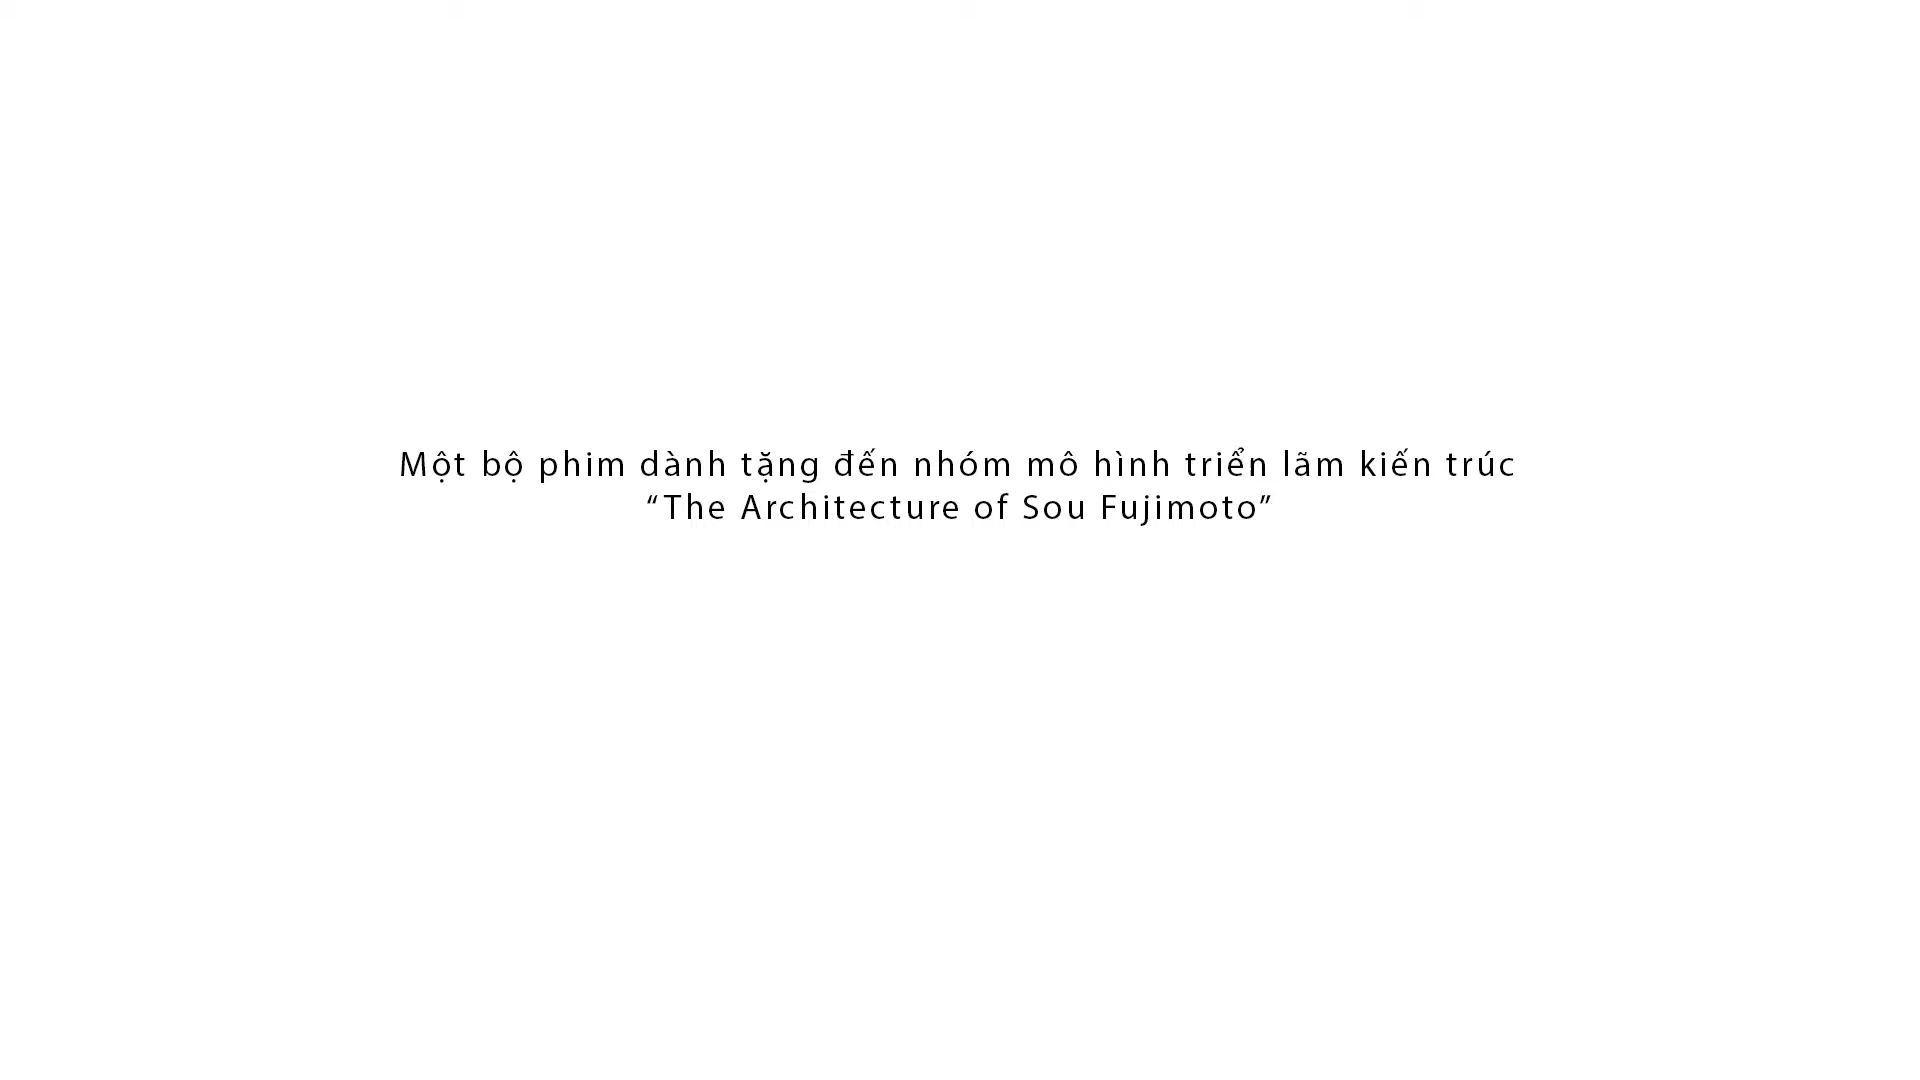 Một bộ phim dành tặng đến nhóm mô hình triển lãm kiến trúc
“The Architecture of Sou Fujimoto”